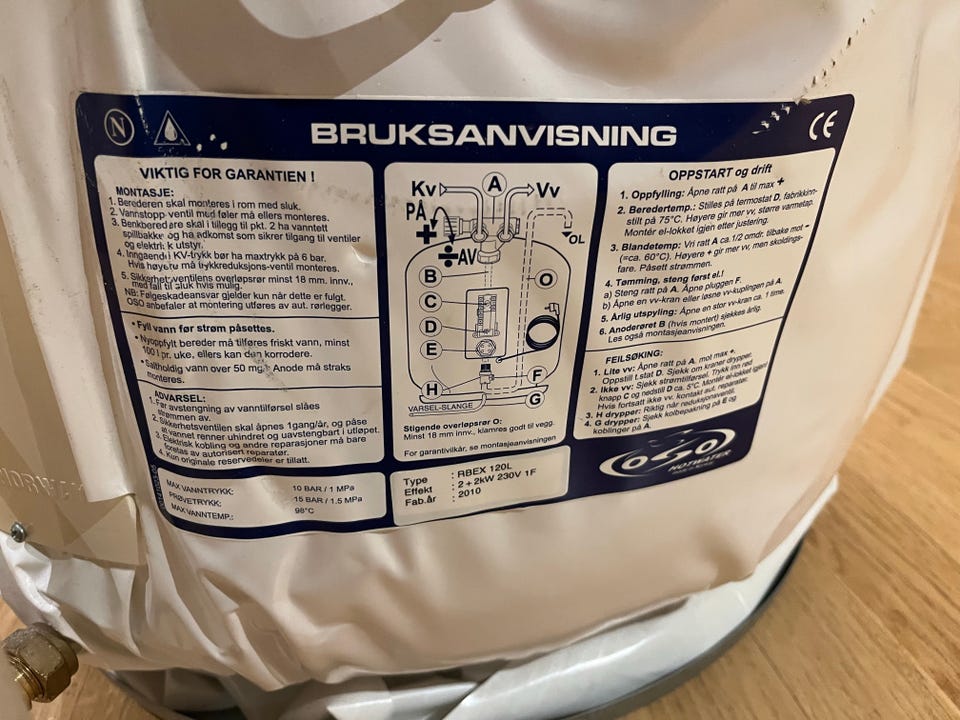 N
BRUKSANVISNING
CE
VIKTIG FOR GARANTIEN !
MONTASJE:
1. Berederen skal monteres i rom med sluk.
2. Vannstopp-ventil med føler må ellers monteres.
3. Benkberedere skal i tillegg til pkt. 2 ha vanntett
spillbakke og ha adkomst som sikrer tilgang til ventiler
og elektrisk utstyr.
4. Inngående KV-trykk bør ha maks trykk på 6 bar.
Hvis høyere må trykkreduksjons-ventil monteres.
5. Sikkerhetsventilens overløpsrør minst 18 mm. innv.,
med fall til sluk hvis mulig.
NB: Følgeskadeansvar gjelder kun når dette er fulgt.
OSO anbefaler at montering utføres av aut. rørlegger.
• Fyll vann før strøm påsettes.
• Nyoppfylt bereder må tilføres friskt vann, minst
100 l pr. uke, ellers kan den korrodere.
• Saltholdig vann over 50 mg/l: Anode må straks
monteres.
ADVARSEL:
1. Før avstengning av vanntilførsel slåes
strømmen av.
2. Sikkerhetsventilen skal åpnes 1gang/år, og påse
at vannet renner uhindret og uavstengbart i utløpet.
3. Elektrisk kobling og andre reparasjoner må bare
foretas av autorisert reparatør.
4. Kun originale reservedeler er tillatt.
MAX VANNTRYKK: 10 BAR / 1 MPa
PRØVETRYKK: 15 BAR / 1.5 MPa
MAX VANNTEMP.: 98°C
Kv A Vv
PÅ
+
÷AV
OL
B
C
D
E
O
H
F
G
VARSEL-SLANGE
Stigende overløpsrør O:
Minst 18 mm innv., klamres godt til vegg.
For garantivilkår, se montasjeanvisningen
Type : RBEX 120L
Effekt : 2+2kW 230V 1F
Fab.år : 2010
OPPSTART og drift
1. Oppfylling: Åpne ratt på A til max +
2. Beredertemp.: Stilles på termostat D, fabrikkinn-
stilt på 75°C. Høyere gir mer vv, større varmetap.
Montér el-lokket igjen etter justering.
3. Blandetemp: Vri ratt A ca.1/2 omdr. tilbake mot -
(=ca. 60°C). Høyere + gir mer vv, men skoldings-
fare. Påsett strømmen.
4. Tømming, steng først el.!
a) Steng ratt på A. Åpne pluggen F.
b) Åpne en vv-kran eller løsne vv-kuplingen på A.
5. Årlig utspyling: Åpne en stor vv-kran ca. 1 time.
6. Anoderøret B (hvis montert) sjekkes årlig.
Les også montasjeanvisningen.
FEILSØKING:
1. Lite vv: Åpne ratt på A. mot max +.
Oppstill t.stat D. Sjekk om kraner drypper.
2. Ikke vv: Sjekk strømtilførsel. Trykk inn rød
knapp C og nedstill D ca. 5°C. Montér el-lokket igjen
Hvis fortsatt ikke vv. kontakt aut. reparatør.
3. H drypper: Riktig når reduksjonsventil.
4. G drypper: Sjekk kolbepakning på E og
koblinger på A.
OSO
HOTWATER